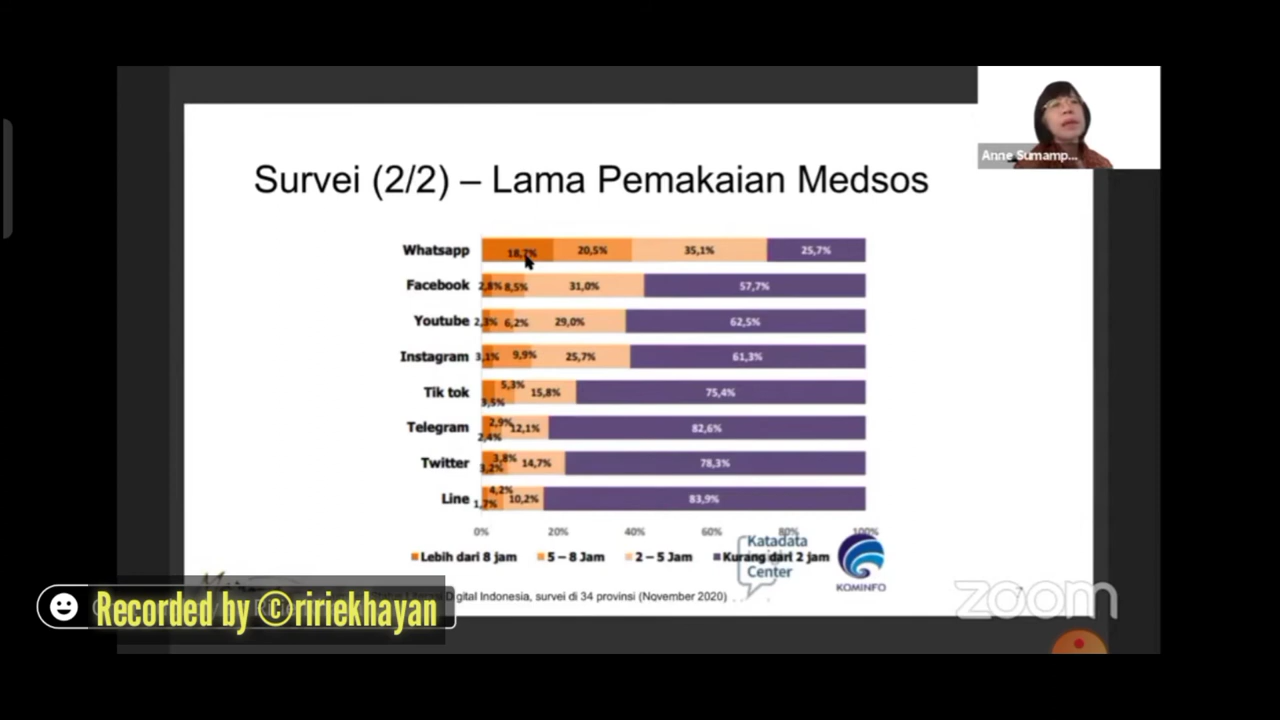 Anne Sumamp...
Survei (2/2) – Lama Pemakaian Medsos
Whatsapp 18,7% 20,5% 35,1% 25,7%
Facebook 2,8% 8,5% 31,0% 57,7%
Youtube 2,3% 6,2% 29,0% 62,5%
Instagram 3,1% 9,9% 25,7% 61,3%
Tik tok 3,5% 5,3% 15,8% 75,4%
Telegram 2,4% 2,9% 12,1% 82,6%
Twitter 3,2% 3,8% 14,7% 78,3%
Line 1,7% 4,2% 10,2% 83,9%
0% 20% 40% 60% 80% 100%
Lebih dari 8 jam 5 – 8 Jam 2 – 5 Jam Kurang dari 2 jam
Katadata
Center
KOMINFO
Digital Indonesia, survei di 34 provinsi (November 2020)
7
zoom
Recorded by ©ririekhayan